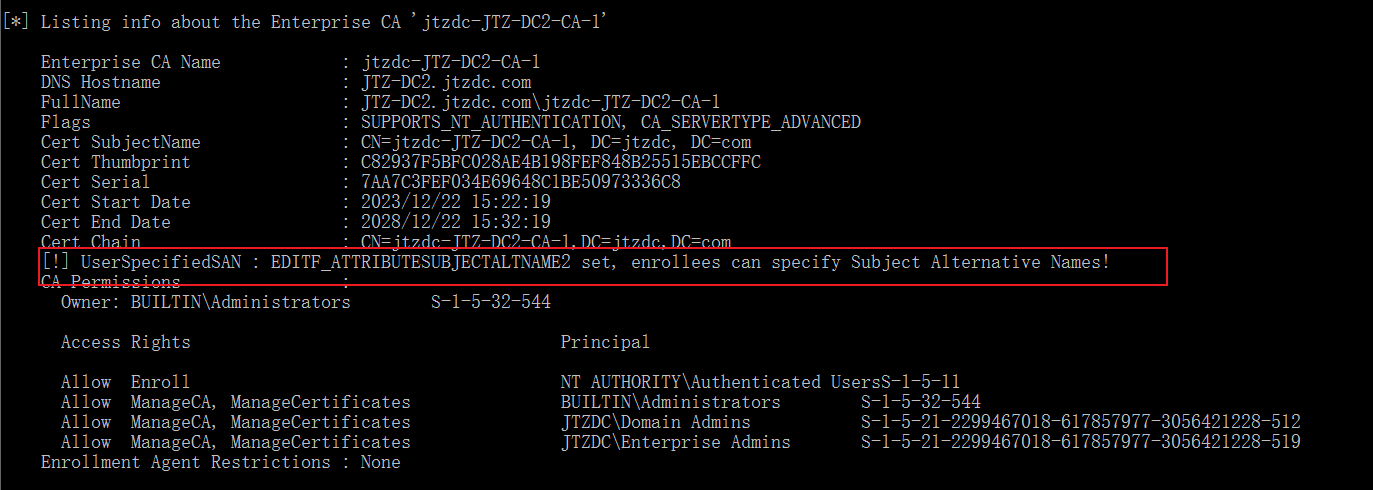 [*] Listing info about the Enterprise CA 'jtzdc-JTZ-DC2-CA-1'
Enterprise CA Name : jtzdc-JTZ-DC2-CA-1
DNS Hostname : JTZ-DC2.jtzdc.com
FullName : JTZ-DC2.jtzdc.com\jtzdc-JTZ-DC2-CA-1
Flags : SUPPORTS_NT_AUTHENTICATION, CA_SERVERTYPE_ADVANCED
Cert SubjectName : CN=jtzdc-JTZ-DC2-CA-1, DC=jtzdc, DC=com
Cert Thumbprint : C82937F5BFC028AE4B198FEF848B25515EBCCFFC
Cert Serial : 7AA7C3FEF034E69648C1BE50973336C8
Cert Start Date : 2023/12/22 15:22:19
Cert End Date : 2028/12/22 15:32:19
Cert Chain : CN=jtzdc-JTZ-DC2-CA-1,DC=jtzdc,DC=com
[!] UserSpecifiedSAN : EDITF_ATTRIBUTESUBJECTALTNAME2 set, enrollees can specify Subject Alternative Names!
CA Permissions :
Owner: BUILTIN\Administrators S-1-5-32-544
Access Rights Principal
Allow Enroll NT AUTHORITY\Authenticated UsersS-1-5-11
Allow ManageCA, ManageCertificates BUILTIN\Administrators S-1-5-32-544
Allow ManageCA, ManageCertificates JTZDC\Domain Admins S-1-5-21-2299467018-617857977-3056421228-512
Allow ManageCA, ManageCertificates JTZDC\Enterprise Admins S-1-5-21-2299467018-617857977-3056421228-519
Enrollment Agent Restrictions : None